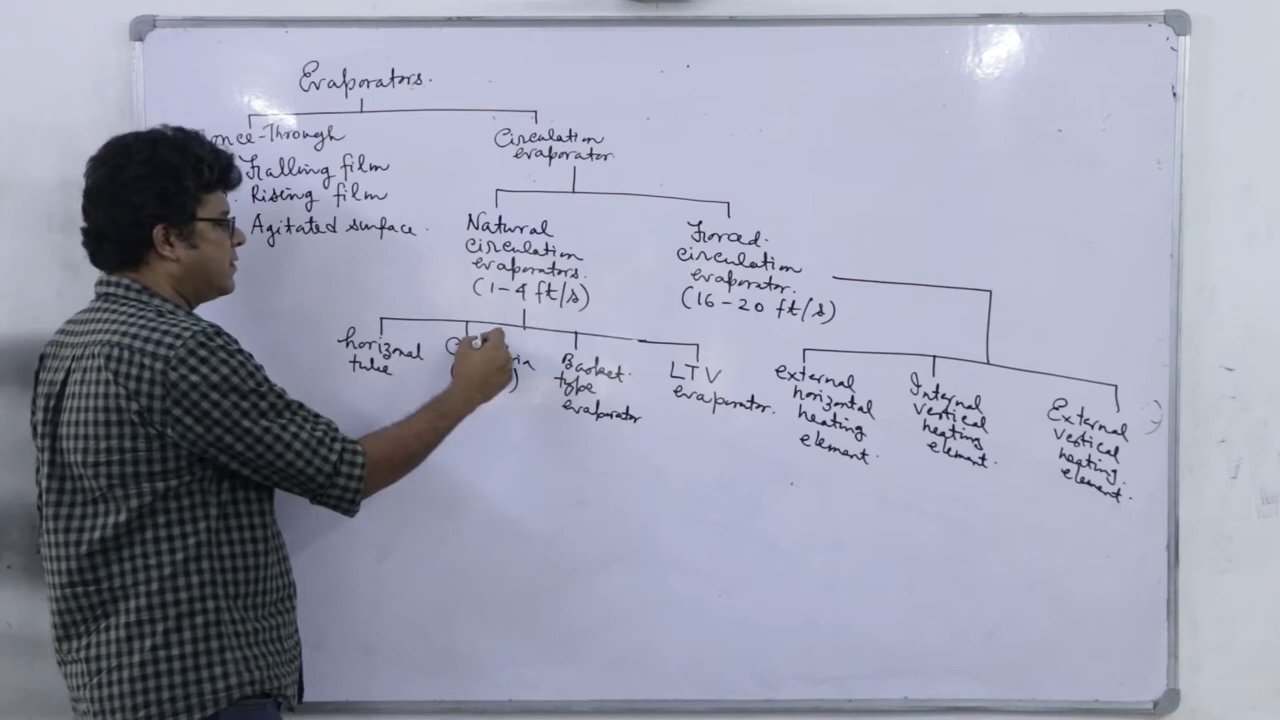 Evaporators.
Once-Through
Circulation
evaporator.
Falling film
Rising film
Agitated surface.
Natural
circulation
evaporators.
(1-4 ft/s)
Forced.
circulation
evaporator.
(16-20 ft/s)
horizonal
tube
Basket.
type
evaporator
LTV
evaporator.
external
horizontal
heating
element.
Internal
vertical
heating
element.
External
vertical
heating.
element.